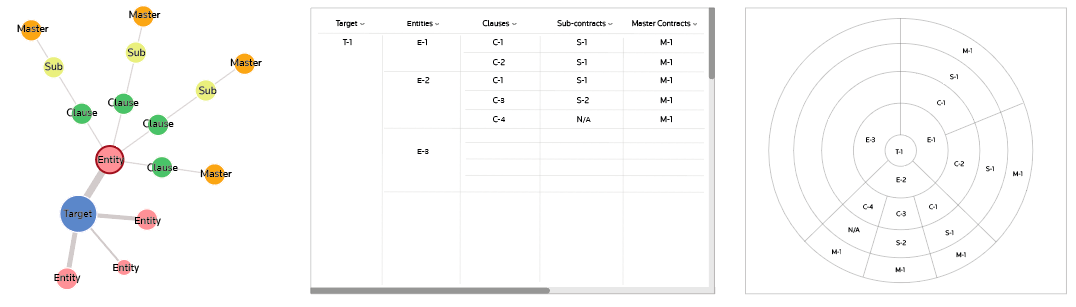 Master
Master
Sub
Sub
Master
Sub
Clause
Clause
Clause
Entity
Clause
Master
Target
Entity
Entity
Entity
Target Entities Clauses Sub-contracts Master Contracts
T-1 E-1 C-1 S-1 M-1
C-2 S-1 M-1
E-2 C-1 S-1 M-1
C-3 S-2 M-1
C-4 N/A M-1
E-3
M-1
S-1
C-1
E-3 E-1
T-1
C-2 S-1 M-1
E-2
C-4 C-3 C-1
N/A S-2 S-1
M-1 M-1 M-1